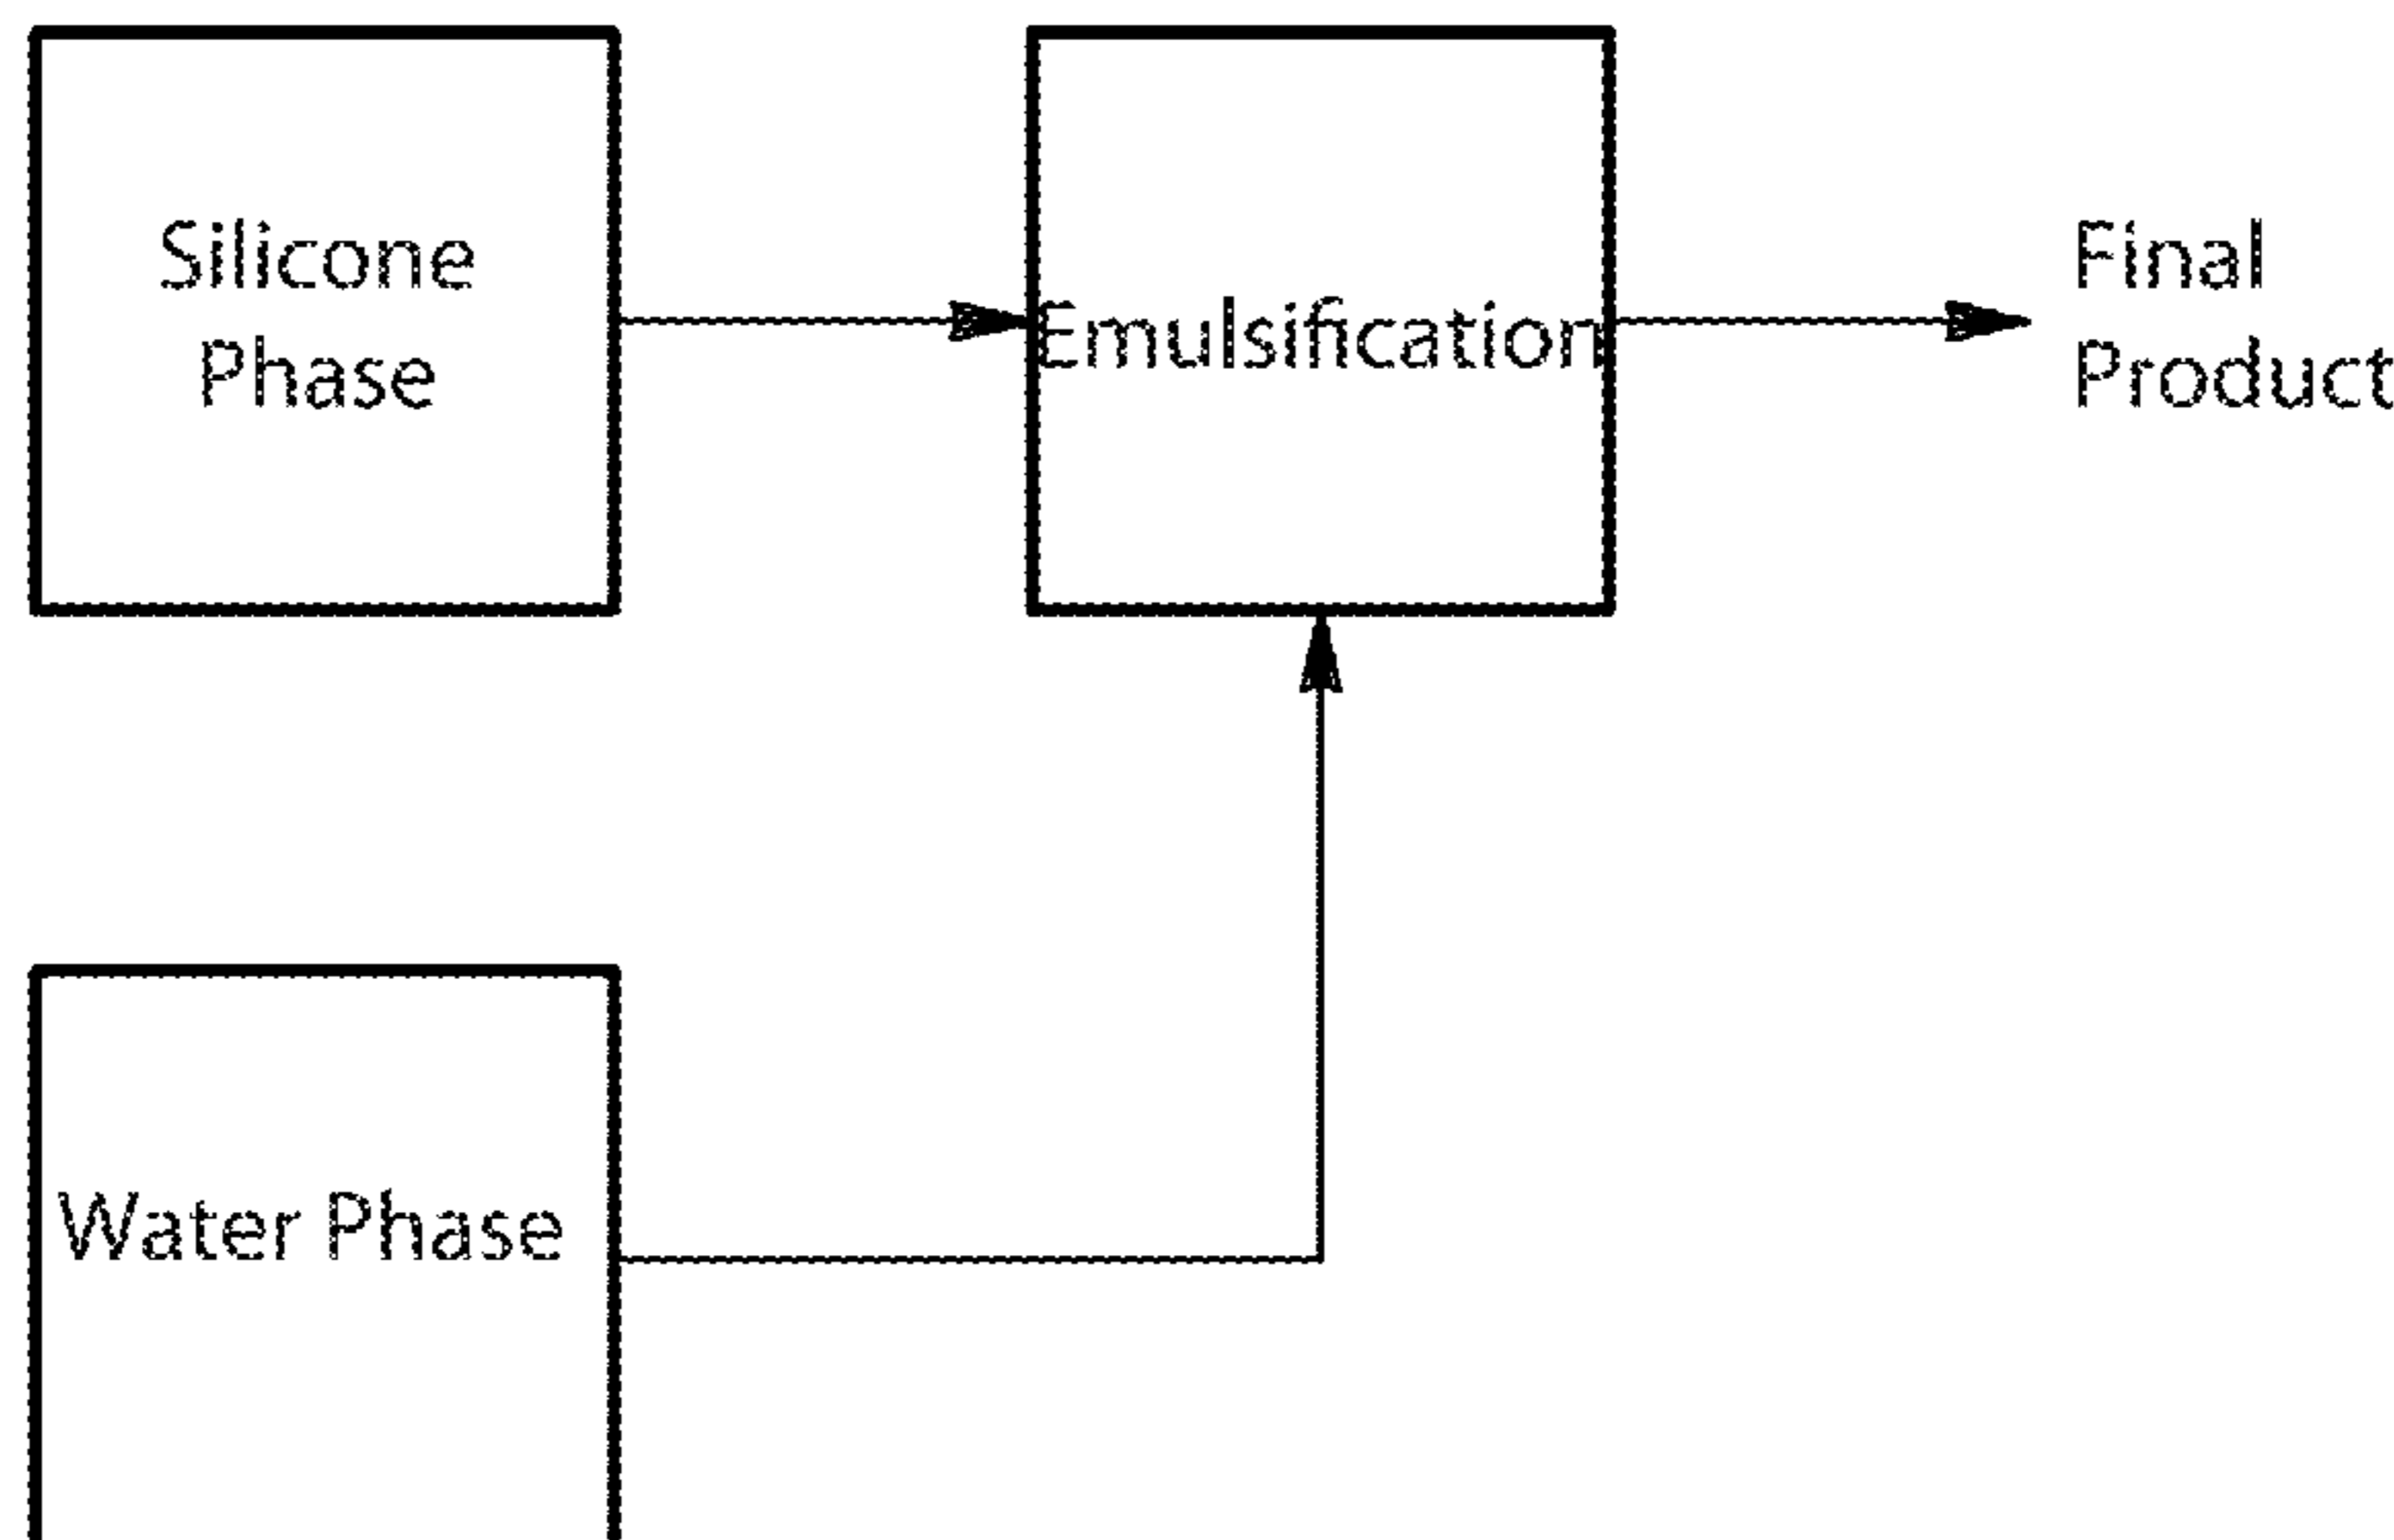 Silicone
Phase
Emulsification
Final
Product
Water Phase